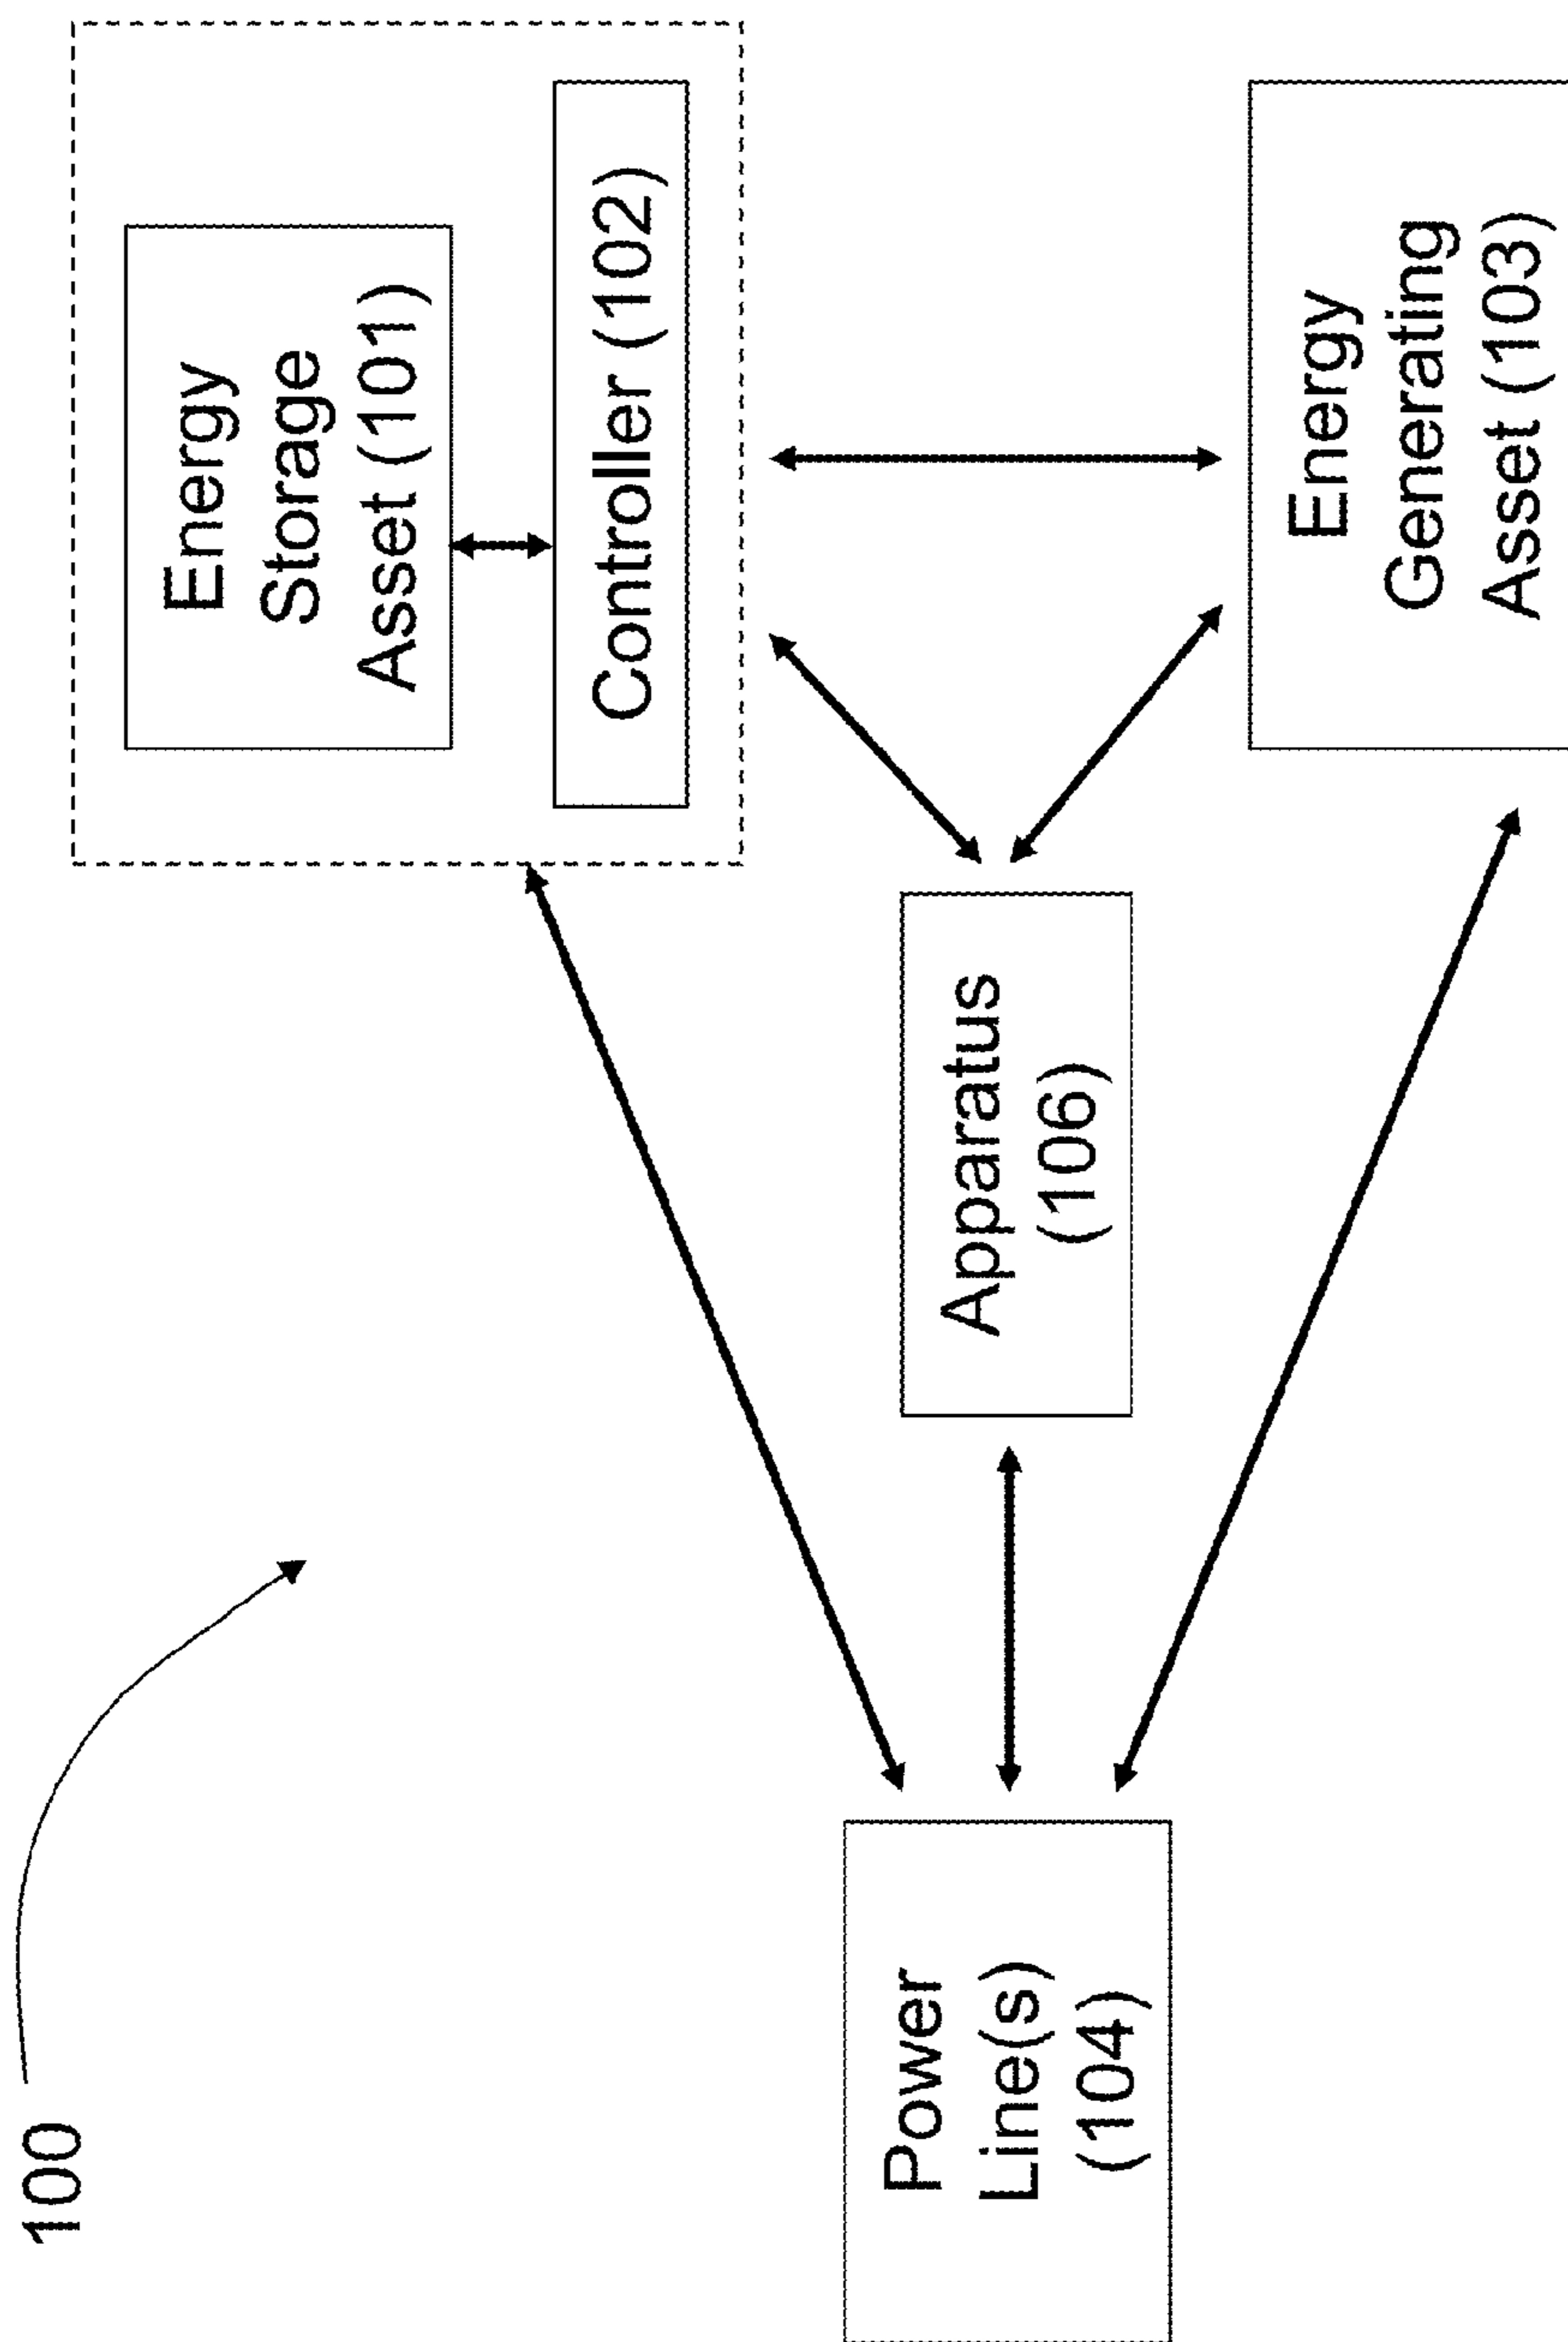 100
Energy
Storage
Asset (101)
Controller (102)
Apparatus
(106)
Power
Line(s)
(104)
Energy
Generating
Asset (103)